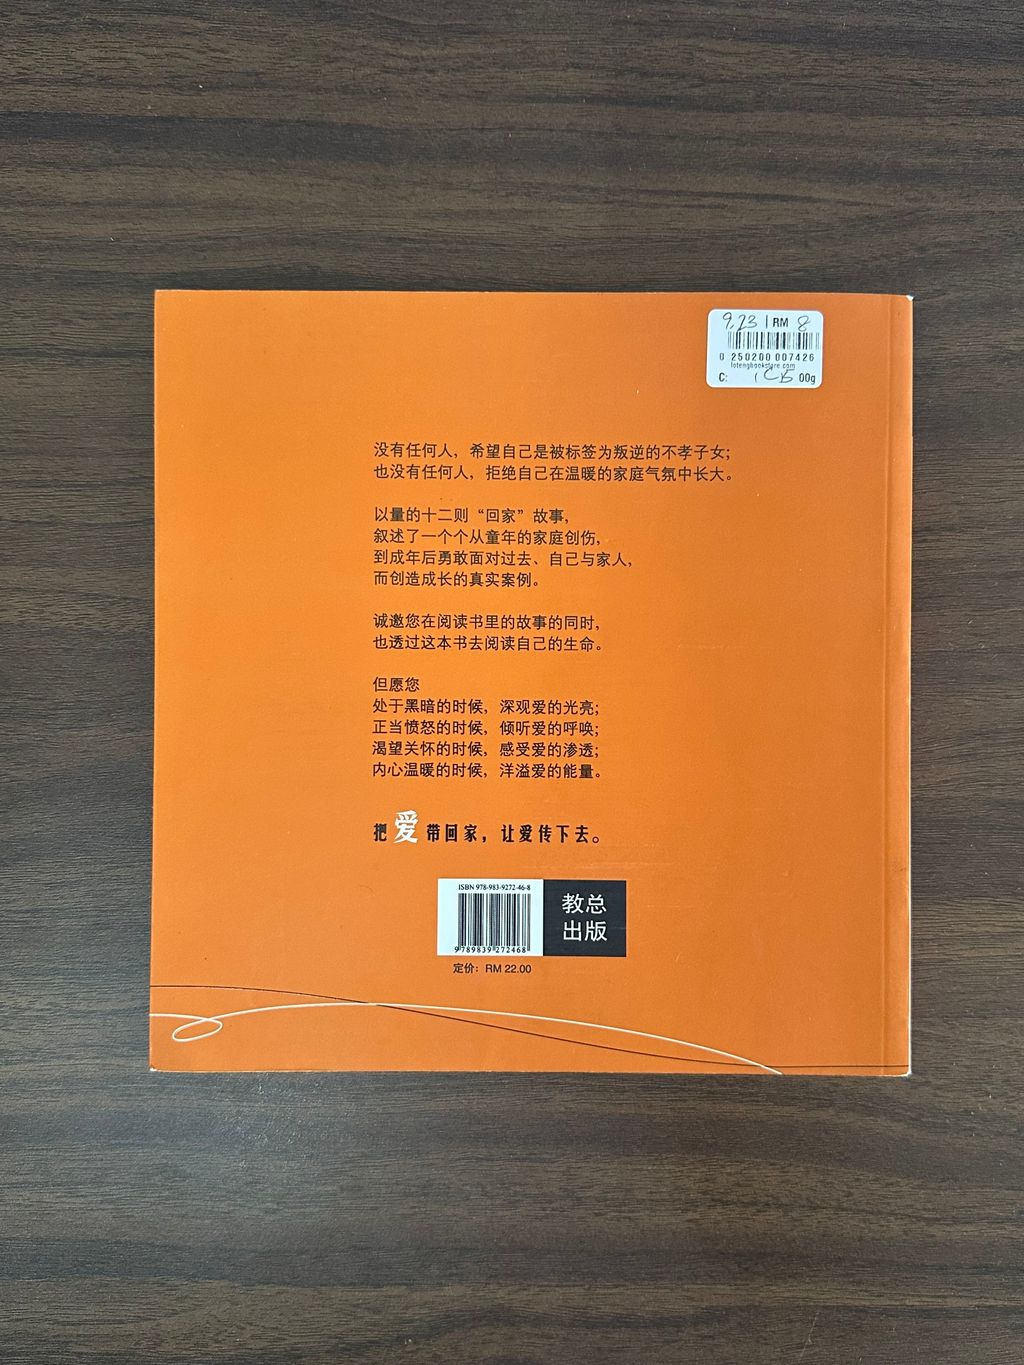 9.23 | RM 8
0 250200 007426
lotengbookstore.com
C: 00g
没有任何人，希望自己是被标签为叛逆的不孝子女；
也没有任何人，拒绝自己在温暖的家庭气氛中长大。
以量的十二则“回家”故事，
叙述了一个个从童年的家庭创伤，
到成年后勇敢面对过去、自己与家人，
而创造成长的真实案例。
诚邀您在阅读书里的故事的同时，
也透过这本书去阅读自己的生命。
但愿您
处于黑暗的时候，深观爱的光亮；
正当愤怒的时候，倾听爱的呼唤；
渴望关怀的时候，感受爱的渗透；
内心温暖的时候，洋溢爱的能量。
把爱带回家，让爱传下去。
ISBN 978-983-9272-46-8
9 789839 272468
教总
出版
定价：RM 22.00